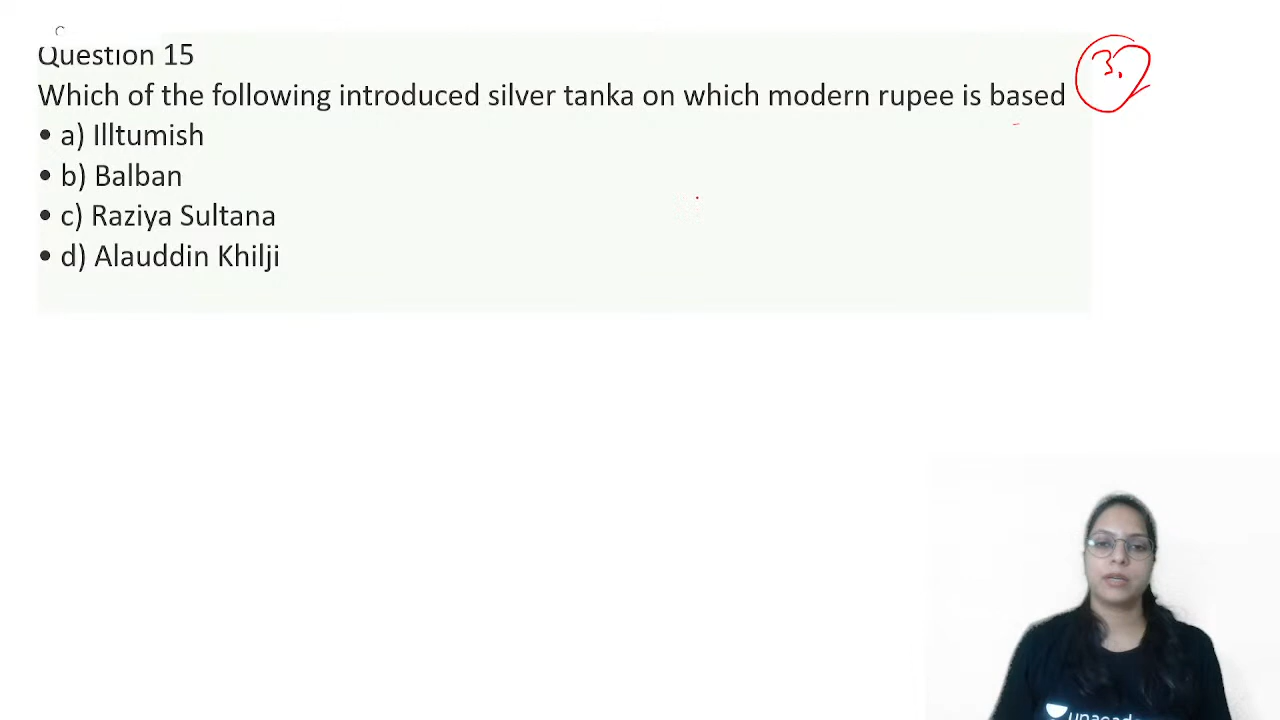 Question 15
3.
Which of the following introduced silver tanka on which modern rupee is based
• a) Illtumish
• b) Balban
• c) Raziya Sultana
• d) Alauddin Khilji